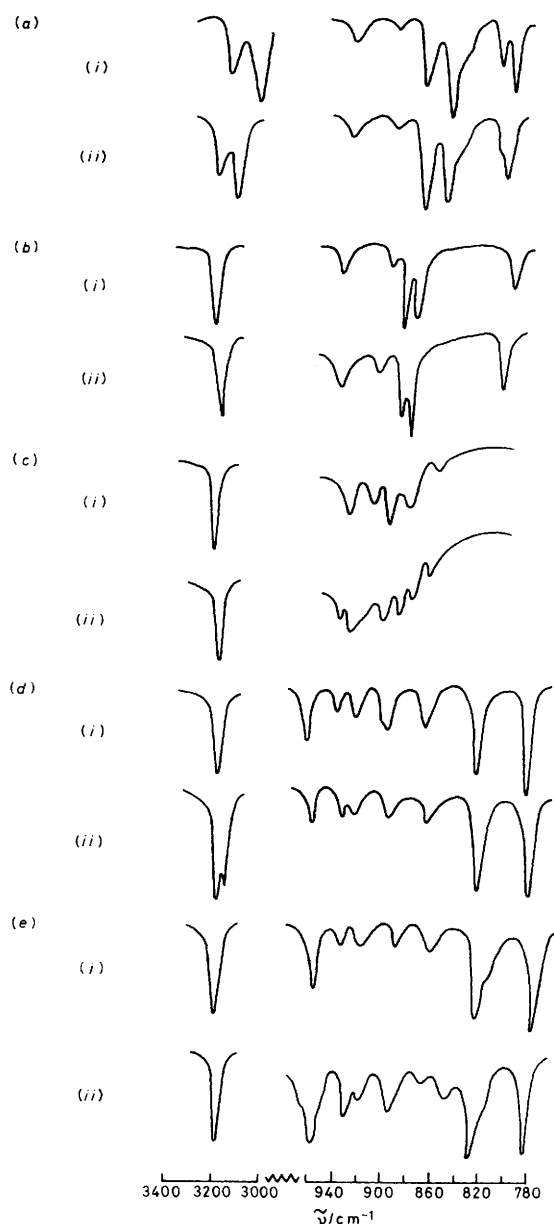 (a)
(i)
(ii)
(b)
(i)
(ii)
(c)
(i)
(ii)
(d)
(i)
(ii)
(e)
(i)
(ii)
3400 3200 3000 940 900 860 820 780
ṽ/cm⁻¹